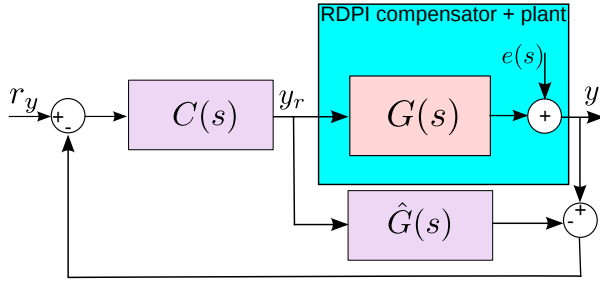 RDPI compensator + plant
e(s)
r_y
+
-
C(s)
y_r
G(s)
+
y
Ĝ(s)
+
-